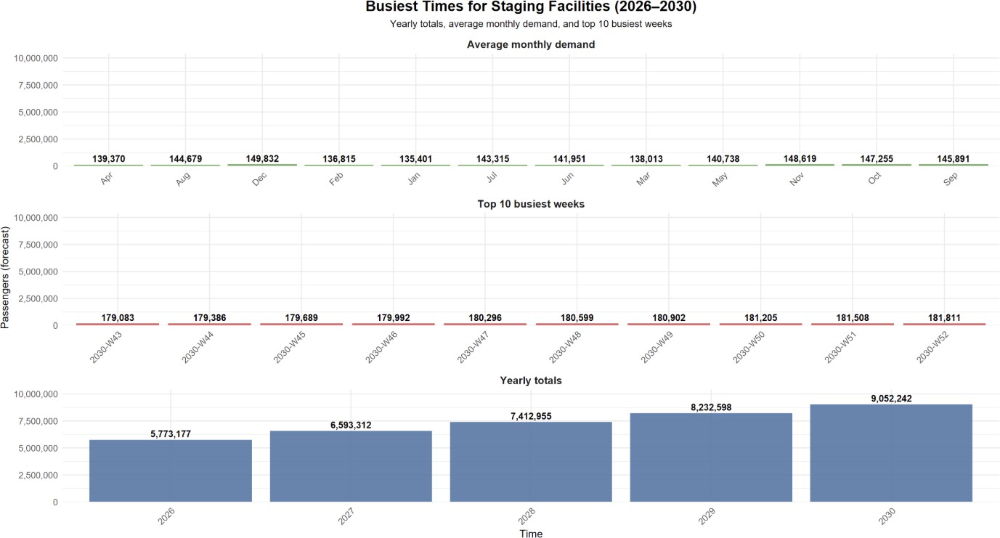 Busiest Times for Staging Facilities (2026–2030)
Yearly totals, average monthly demand, and top 10 busiest weeks
Passengers (forecast)
Average monthly demand
10,000,000
7,500,000
5,000,000
2,500,000
0
139,370 144,679 149,832 136,815 135,401 143,315 141,951 138,013 140,738 148,619 147,255 145,891
Apr Aug Dec Feb Jan Jul Jun Mar May Nov Oct Sep
Top 10 busiest weeks
10,000,000
7,500,000
5,000,000
2,500,000
0
179,083 179,386 179,689 179,992 180,296 180,599 180,902 181,205 181,508 181,811
2030-W43 2030-W44 2030-W45 2030-W46 2030-W47 2030-W48 2030-W49 2030-W50 2030-W51 2030-W52
Yearly totals
10,000,000
7,500,000
5,000,000
2,500,000
0
5,773,177 6,593,312 7,412,955 8,232,598 9,052,242
2026 2027 2028 2029 2030
Time